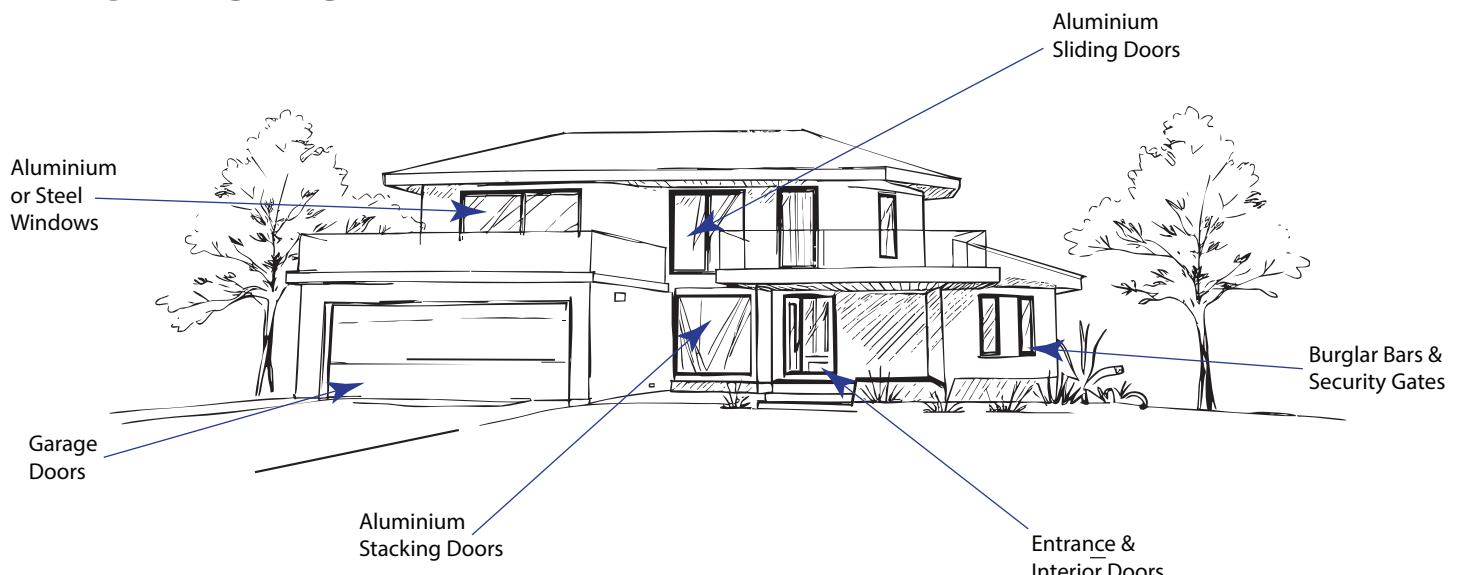 Aluminium
Sliding Doors
Aluminium
or Steel
Windows
Burglar Bars &
Security Gates
Garage
Doors
Aluminium
Stacking Doors
Entrance &
Interior Doors